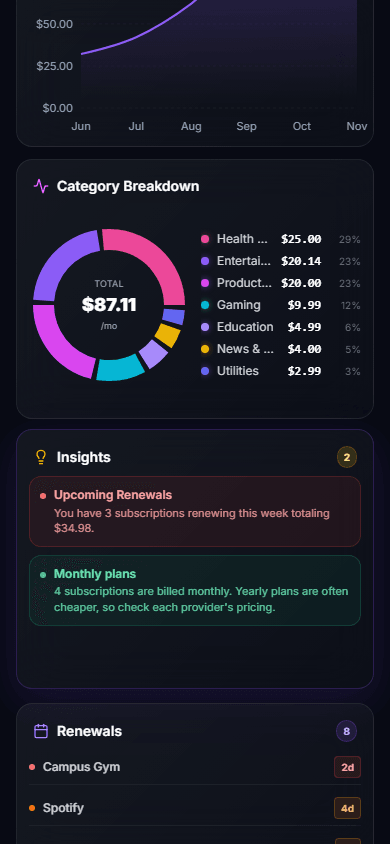 $50.00
$25.00
$0.00
Jun Jul Aug Sep Oct Nov
Category Breakdown
TOTAL
$87.11
/mo
Health ... $25.00 29%
Entertai... $20.14 23%
Product... $20.00 23%
Gaming $9.99 12%
Education $4.99 6%
News & ... $4.00 5%
Utilities $2.99 3%
Insights 2
Upcoming Renewals
You have 3 subscriptions renewing this week totaling
$34.98.
Monthly plans
4 subscriptions are billed monthly. Yearly plans are often
cheaper, so check each provider's pricing.
Renewals 8
Campus Gym 2d
Spotify 4d